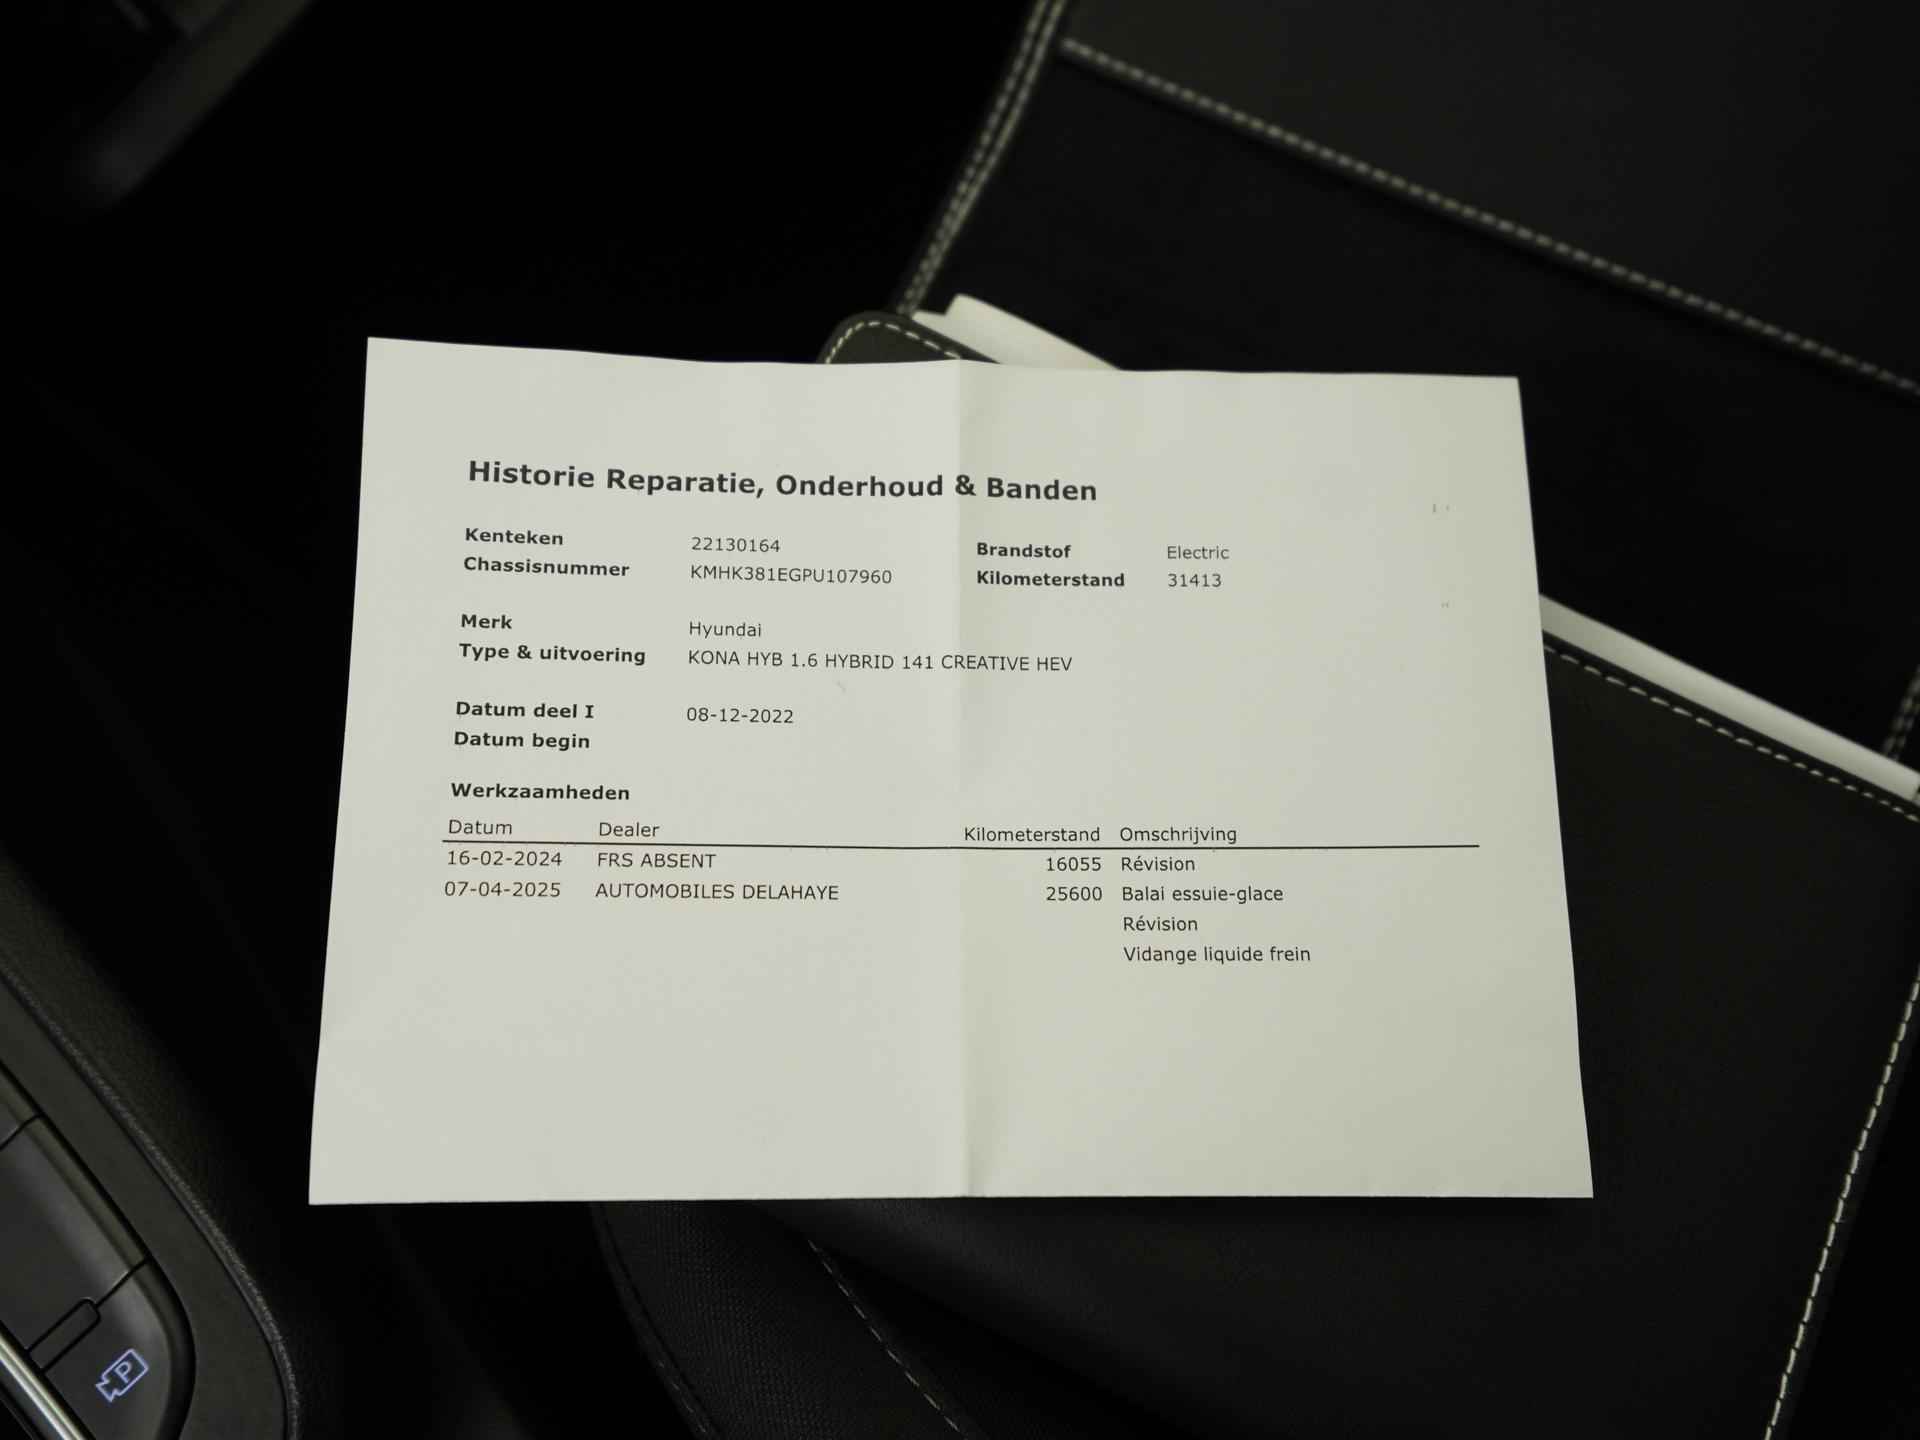 Historie Reparatie, Onderhoud & Banden
Kenteken 22130164 Brandstof Electric
Chassisnummer KMHK381EGPU107960 Kilometerstand 31413
Merk Hyundai
Type & uitvoering KONA HYB 1.6 HYBRID 141 CREATIVE HEV
Datum deel I 08-12-2022
Datum begin
Werkzaamheden
Datum Dealer Kilometerstand Omschrijving
16-02-2024 FRS ABSENT 16055 Révision
07-04-2025 AUTOMOBILES DELAHAYE 25600 Balai essuie-glace
Révision
Vidange liquide frein
P